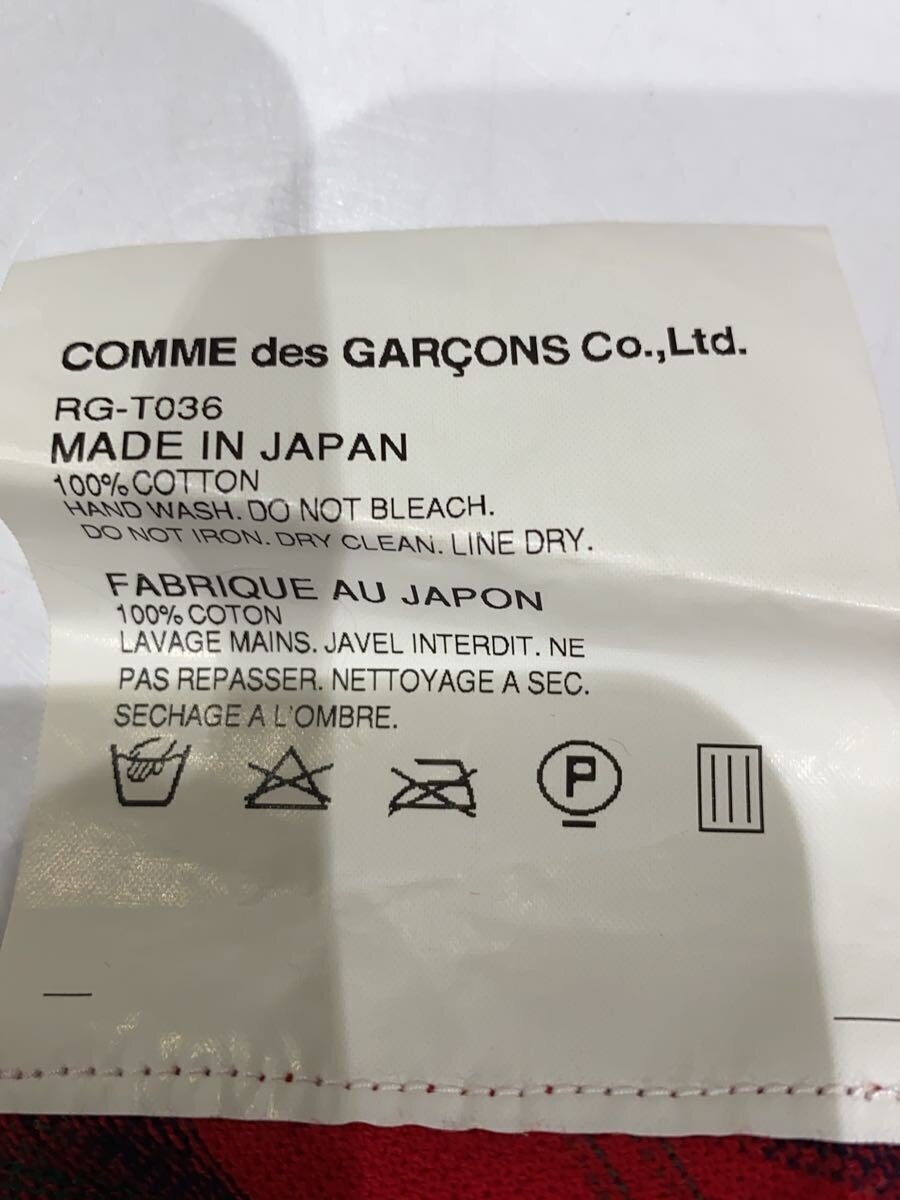 COMME des GARÇONS Co.,Ltd.
RG-T036
MADE IN JAPAN
100% COTTON
HAND WASH. DO NOT BLEACH.
DO NOT IRON. DRY CLEAN. LINE DRY.
FABRIQUE AU JAPON
100% COTON
LAVAGE MAINS. JAVEL INTERDIT. NE
PAS REPASSER. NETTOYAGE A SEC.
SECHAGE A L'OMBRE.
P